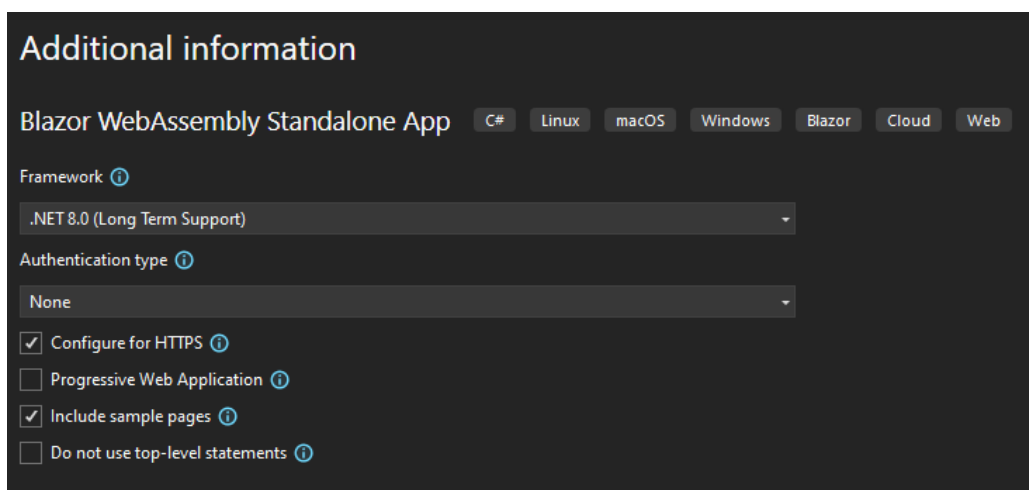 Additional information
Blazor WebAssembly Standalone App C# Linux macOS Windows Blazor Cloud Web
Framework
.NET 8.0 (Long Term Support)
Authentication type
None
Configure for HTTPS
Progressive Web Application
Include sample pages
Do not use top-level statements